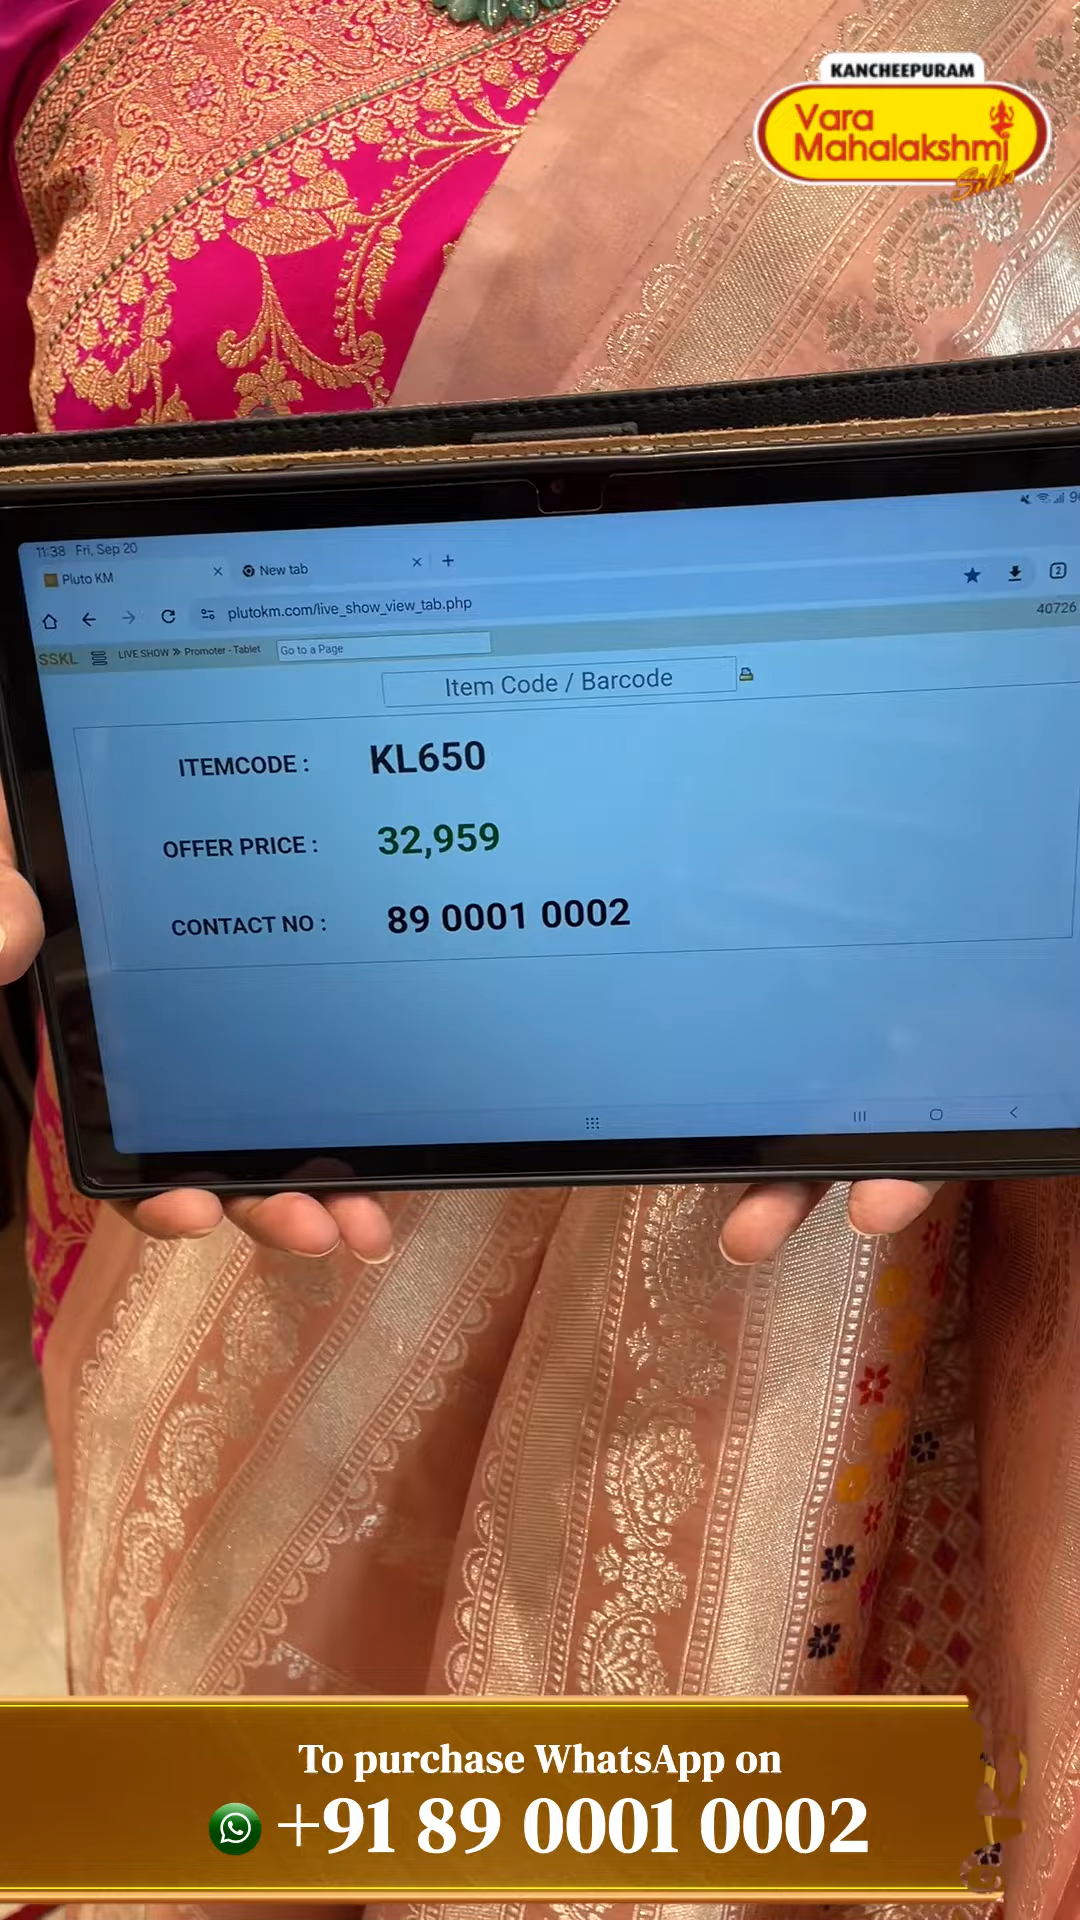 KANCHEEPURAM
Vara
Mahalakshmi
Silks
11:38 Fri, Sep 20
Pluto KM
New tab
plutokm.com/live_show_view_tab.php
2
40726
SSKL
LIVE SHOW » Promoter - Tablet
Go to a Page
Item Code / Barcode
ITEMCODE : KL650
OFFER PRICE : 32,959
CONTACT NO : 89 0001 0002
To purchase WhatsApp on
+91 89 0001 0002